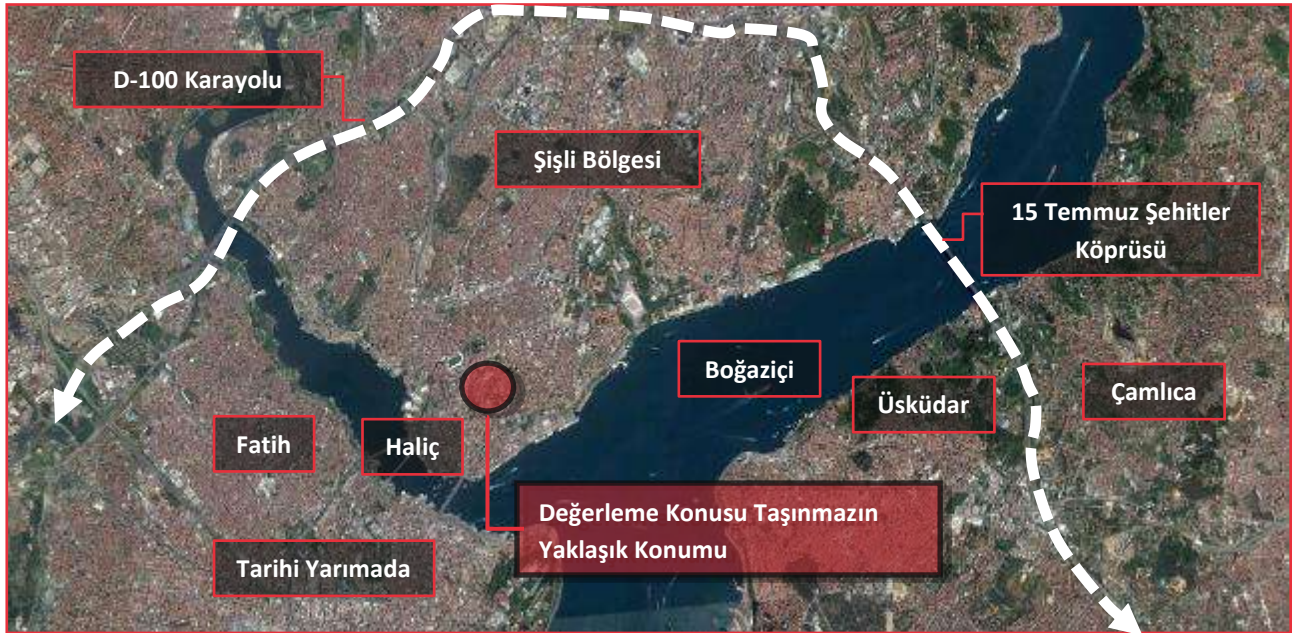 D-100 Karayolu
Şişli Bölgesi
15 Temmuz Şehitler
Köprüsü
Boğaziçi
Üsküdar
Çamlıca
Fatih
Haliç
Değerleme Konusu Taşınmazın
Yaklaşık Konumu
Tarihi Yarımada